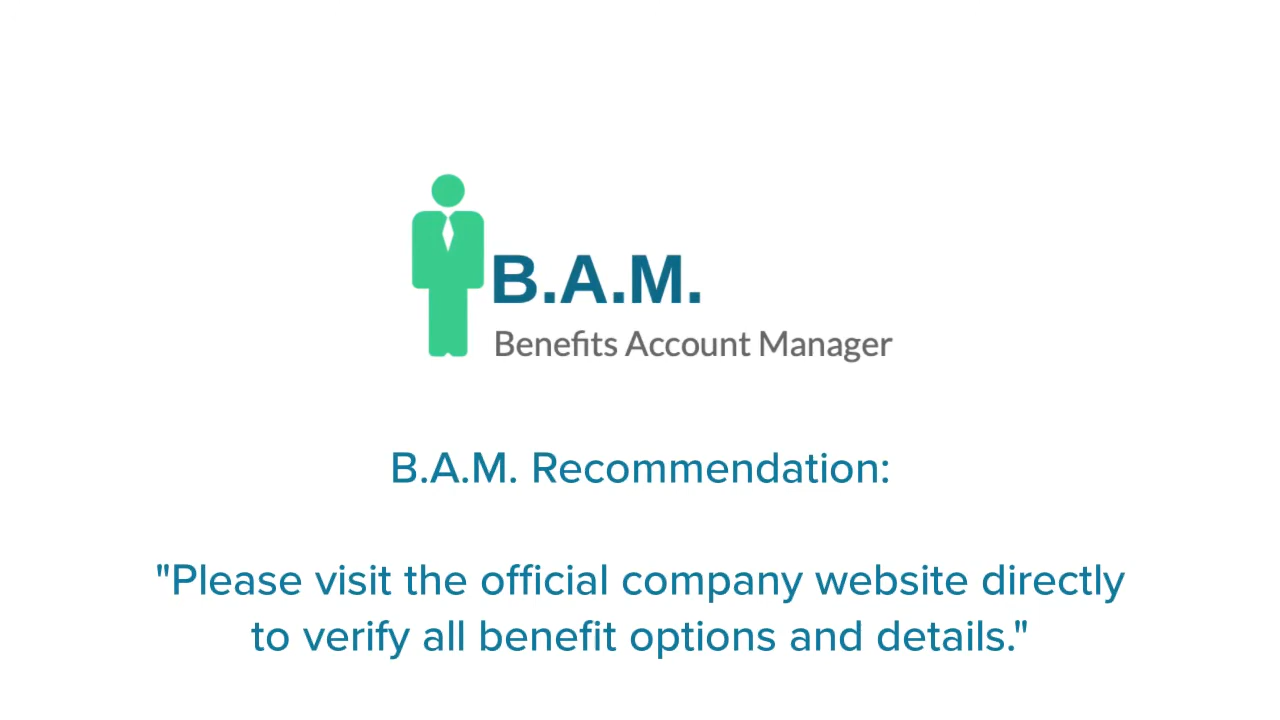 B.A.M.
Benefits Account Manager
B.A.M. Recommendation:
"Please visit the official company website directly
to verify all benefit options and details."